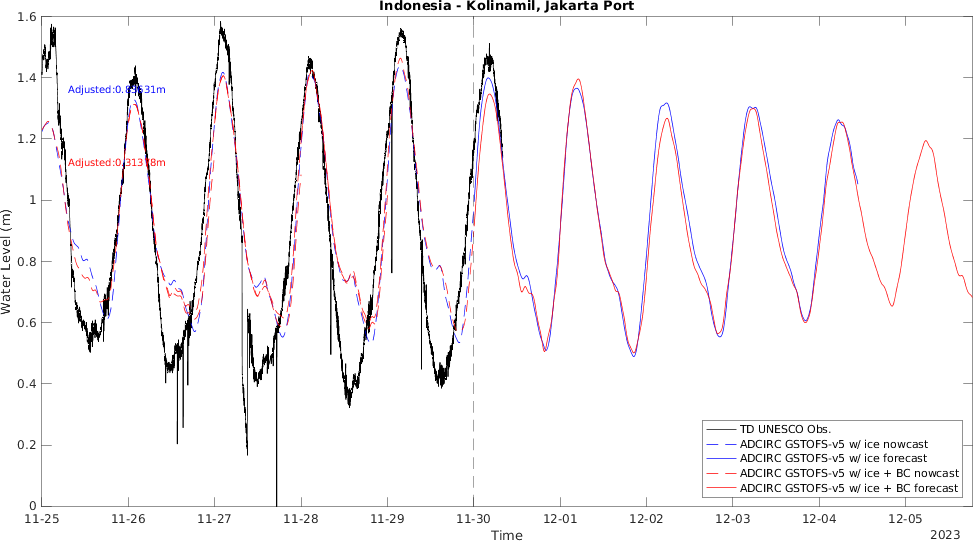 Indonesia - Kolinamil, Jakarta Port
1.6
1.4
1.2
1
0.8
0.6
0.4
0.2
0
Water Level (m)
11-25
11-26
11-27
11-28
11-29
11-30
12-01
12-02
12-03
12-04
12-05
Time
2023
TD UNESCO Obs.
ADCIRC GSTOFS-v5 w/ ice nowcast
ADCIRC GSTOFS-v5 w/ ice forecast
ADCIRC GSTOFS-v5 w/ ice + BC nowcast
ADCIRC GSTOFS-v5 w/ ice + BC forecast